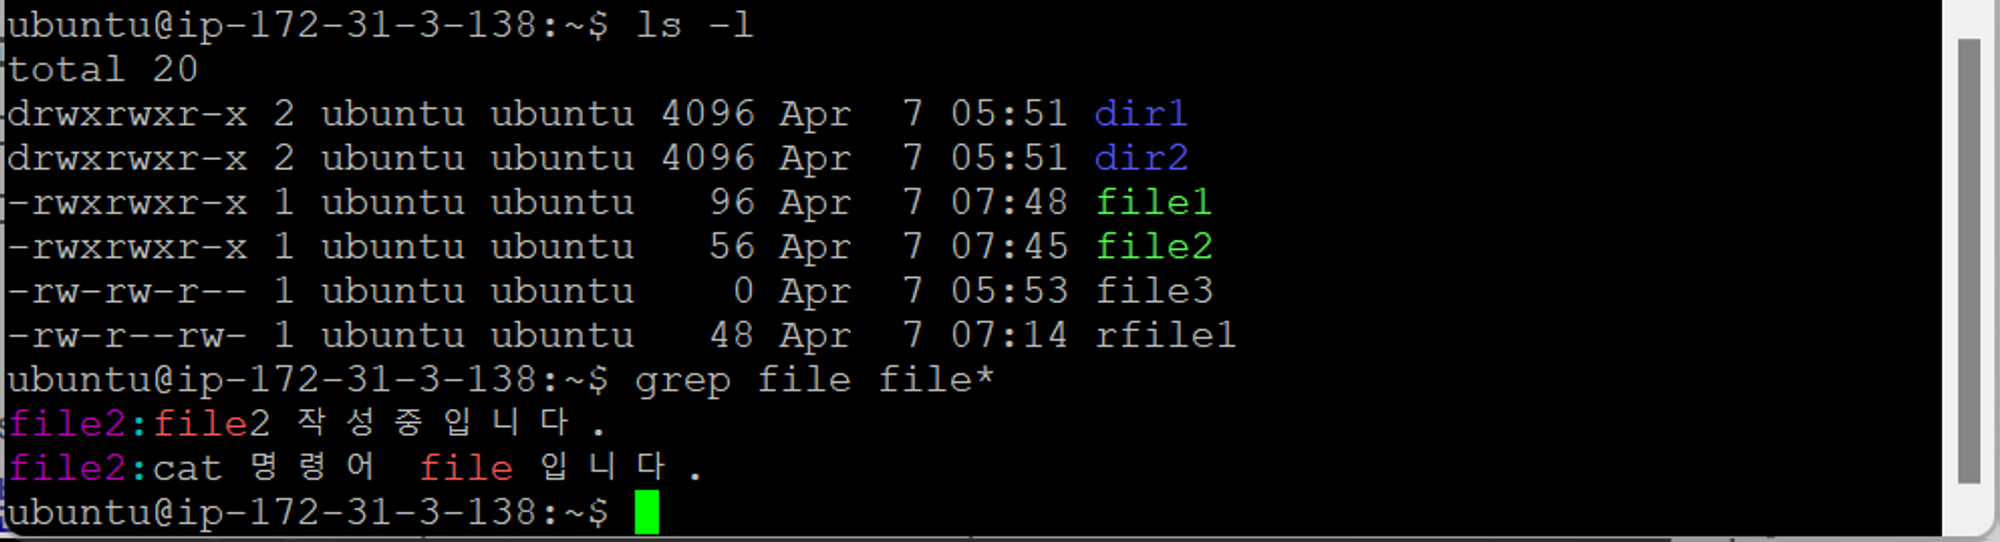 ubuntu@ip-172-31-3-138:~$ ls -l
total 20
drwxrwxr-x 2 ubuntu ubuntu 4096 Apr  7 05:51 dir1
drwxrwxr-x 2 ubuntu ubuntu 4096 Apr  7 05:51 dir2
-rwxrwxr-x 1 ubuntu ubuntu   96 Apr  7 07:48 file1
-rwxrwxr-x 1 ubuntu ubuntu   56 Apr  7 07:45 file2
-rw-rw-r-- 1 ubuntu ubuntu    0 Apr  7 05:53 file3
-rw-r--rw- 1 ubuntu ubuntu   48 Apr  7 07:14 rfile1
ubuntu@ip-172-31-3-138:~$ grep file file*
file2:file2 작성중입니다.
file2:cat 명령어 file 입니다.
ubuntu@ip-172-31-3-138:~$